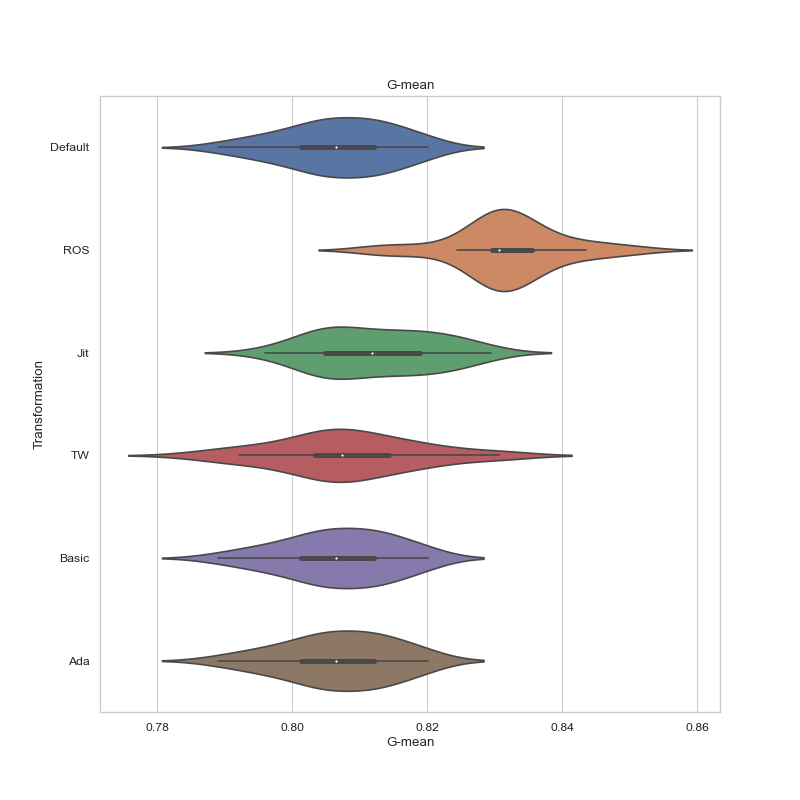 G-mean
Default
ROS
Jit
TW
Basic
Ada
Transformation
0.78 0.80 0.82 0.84 0.86
G-mean